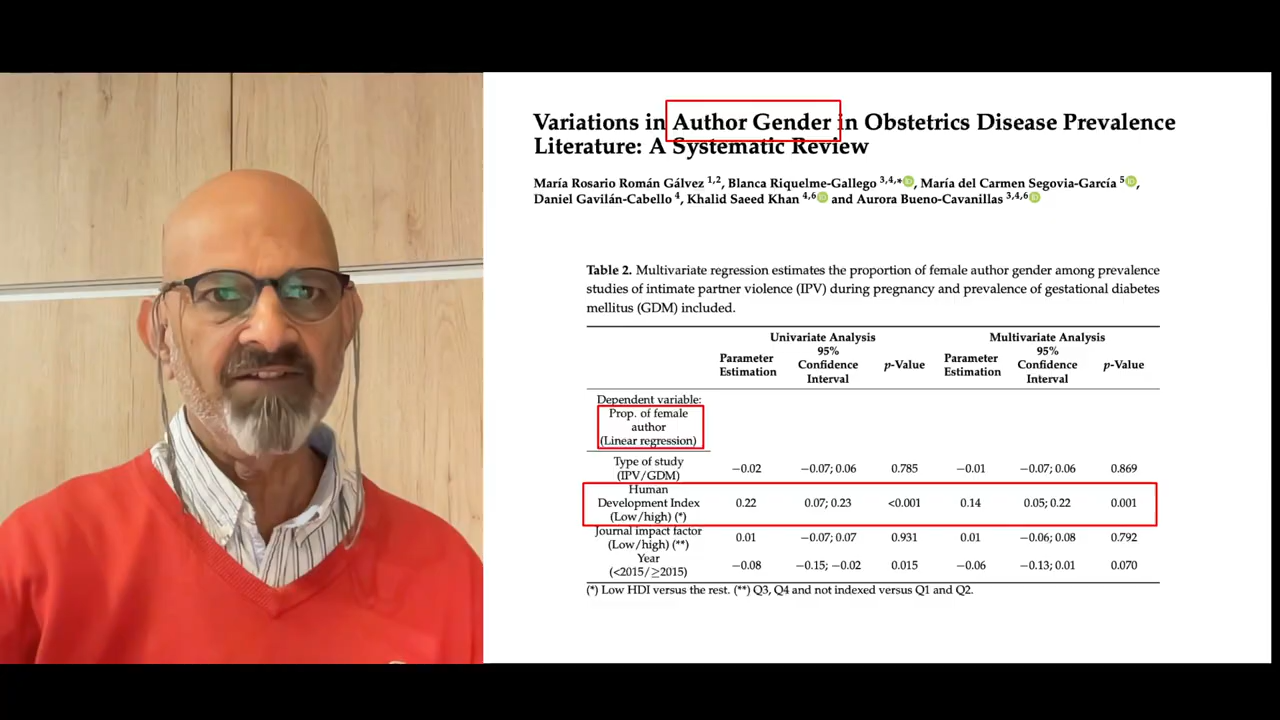 Variations in Author Gender in Obstetrics Disease Prevalence
Literature: A Systematic Review
María Rosario Román Gálvez 1,2, Blanca Riquelme-Gallego 3,4,*, María del Carmen Segovia-García 5,
Daniel Gavilán-Cabello 4, Khalid Saeed Khan 4,6 and Aurora Bueno-Cavanillas 3,4,6
Table 2. Multivariate regression estimates the proportion of female author gender among prevalence
studies of intimate partner violence (IPV) during pregnancy and prevalence of gestational diabetes
mellitus (GDM) included.
Univariate Analysis Multivariate Analysis
Parameter Estimation 95% Confidence Interval p-Value Parameter Estimation 95% Confidence Interval p-Value
Dependent variable:
Prop. of female
author
(Linear regression)
Type of study
(IPV/GDM) −0.02 −0.07; 0.06 0.785 −0.01 −0.07; 0.06 0.869
Human
Development Index 0.22 0.07; 0.23 <0.001 0.14 0.05; 0.22 0.001
(Low/high) (*)
Journal impact factor
(Low/high) (**) 0.01 −0.07; 0.07 0.931 0.01 −0.06; 0.08 0.792
Year
(<2015/≥2015) −0.08 −0.15; −0.02 0.015 −0.06 −0.13; 0.01 0.070
(*) Low HDI versus the rest. (**) Q3, Q4 and not indexed versus Q1 and Q2.